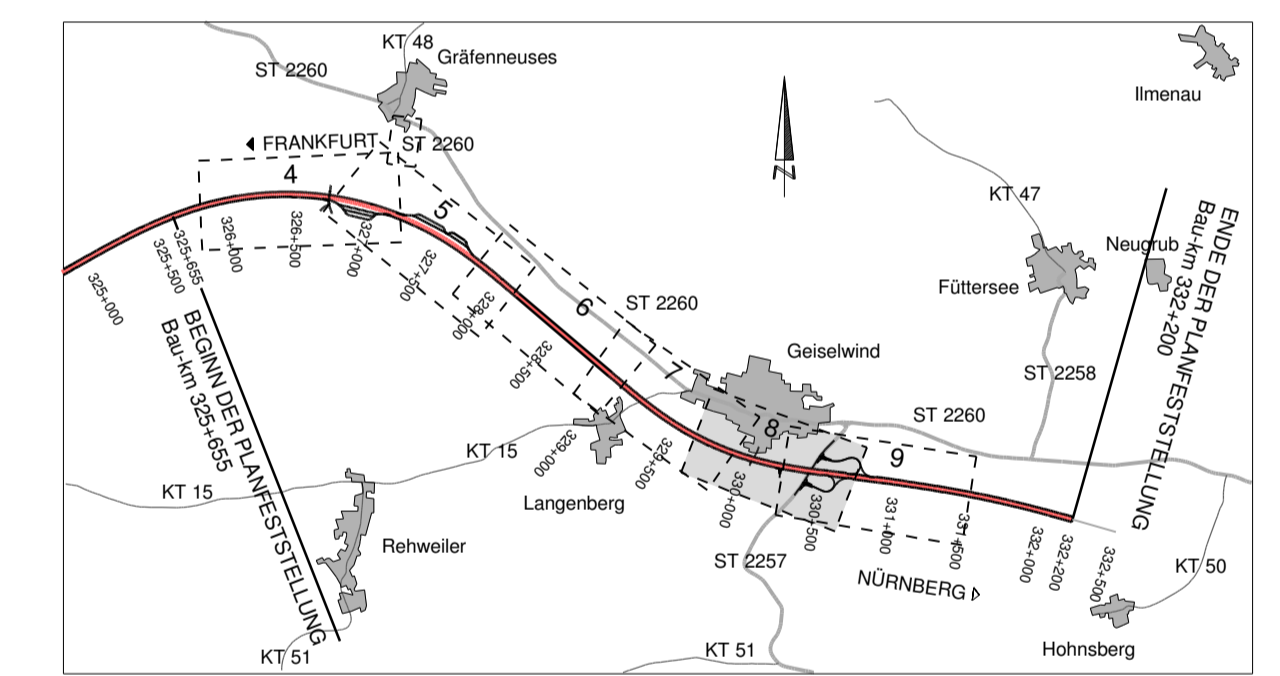 KT 48
Gräfenneuses
ST 2260
Ilmenau
FRANKFURT
ST 2260
4
5
KT 47
Neugrub
Füttersee
ENDE DER PLANFESTSTELLUNG
Bau-km 332+200
325+000
325+500
325+655
326+000
326+500
327+000
327+500
328+000
328+500
329+000
329+500
330+000
330+500
331+000
331+500
332+000
332+200
332+500
6
ST 2260
7
Geiselwind
8
9
ST 2258
ST 2260
BEGINN DER PLANFESTSTELLUNG
Bau-km 325+655
KT 15
KT 15
Langenberg
Rehweiler
ST 2257
NÜRNBERG
KT 50
Hohnsberg
KT 51
KT 51
N